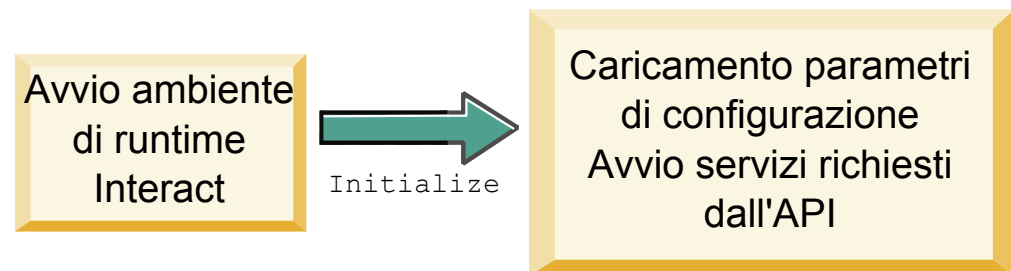 Avvio ambiente
di runtime
Interact
Initialize
Caricamento parametri
di configurazione
Avvio servizi richiesti
dall'API